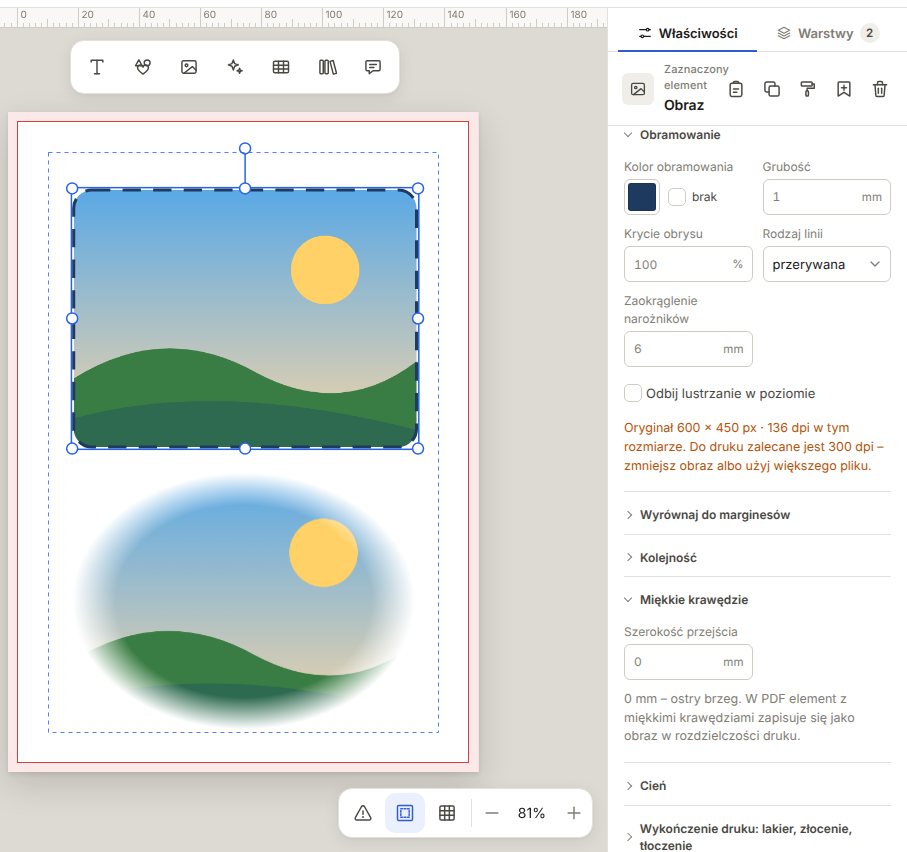 0 20 40 60 80 100 120 140 160 180
Właściwości
Warstwy 2
Zaznaczony
element
Obraz
Obramowanie
Kolor obramowania Grubość
brak 1 mm
Krycie obrysu Rodzaj linii
100 % przerywana
Zaokrąglenie
narożników
6 mm
Odbij lustrzanie w poziomie
Oryginał 600 × 450 px · 136 dpi w tym
rozmiarze. Do druku zalecane jest 300 dpi –
zmniejsz obraz albo użyj większego pliku.
Wyrównaj do marginesów
Kolejność
Miękkie krawędzie
Szerokość przejścia
0 mm
0 mm – ostry brzeg. W PDF element z
miękkimi krawędziami zapisuje się jako
obraz w rozdzielczości druku.
Cień
81%
Wykończenie druku: lakier, złocenie,
tłoczenie